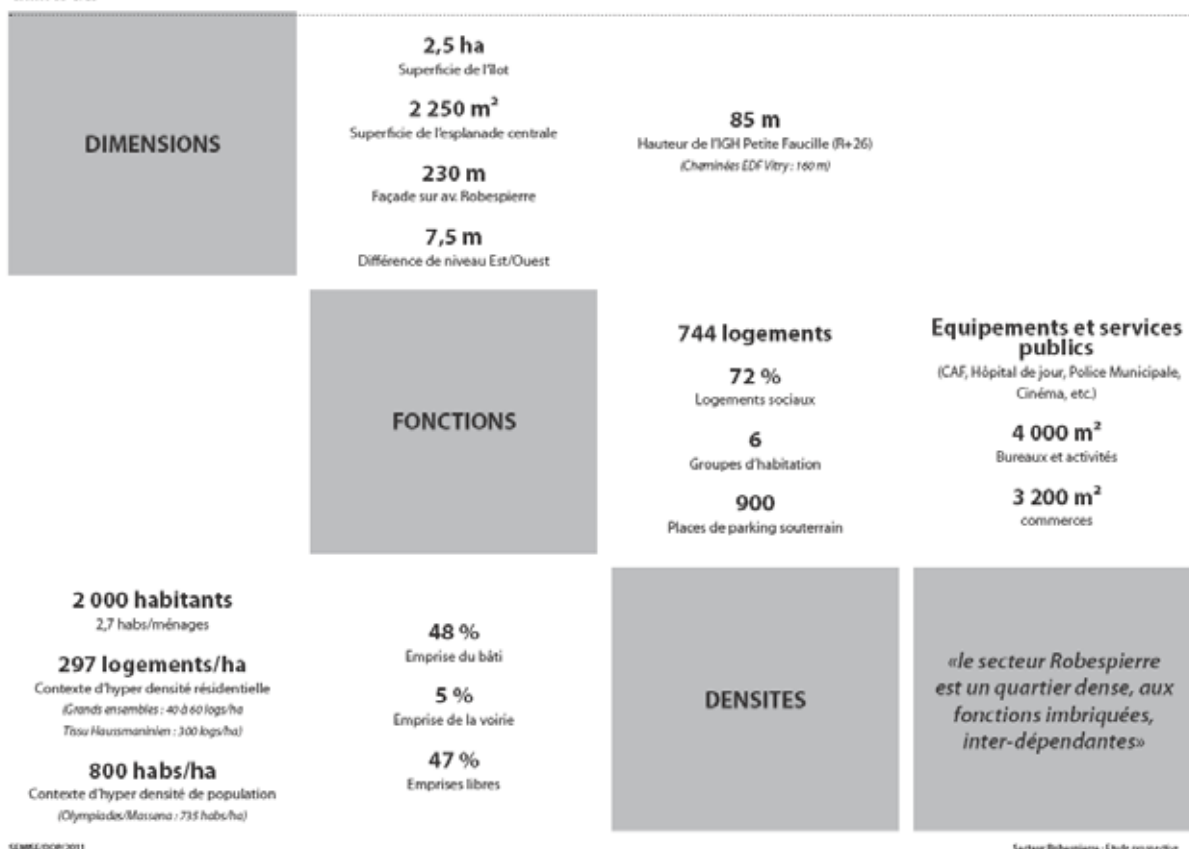 DIMENSIONS
2,5 ha
Superficie de l'îlot
2 250 m²
Superficie de l'esplanade centrale
230 m
Façade sur av. Robespierre
7,5 m
Différence de niveau Est/Ouest
85 m
Hauteur de l'IGH Petite Faucille (R+26)
(Cheminées EDF Vitry : 160 m)
FONCTIONS
744 logements
72 %
Logements sociaux
6
Groupes d'habitation
900
Places de parking souterrain
Equipements et services
publics
(CAF, Hôpital de jour, Police Municipale,
Cinéma, etc.)
4 000 m²
Bureaux et activités
3 200 m²
commerces
2 000 habitants
2,7 habs/ménages
297 logements/ha
Contexte d'hyper densité résidentielle
(Grands ensembles : 40 à 60 logs/ha
Tissu Haussmaninien : 300 logs/ha)
800 habs/ha
Contexte d'hyper densité de population
(Olympiades/Massena : 735 habs/ha)
48 %
Emprise du bâti
5 %
Emprise de la voirie
47 %
Emprises libres
DENSITES
«le secteur Robespierre
est un quartier dense, aux
fonctions imbriquées,
inter-dépendantes»
Secteur Robespierre - Etude prospective